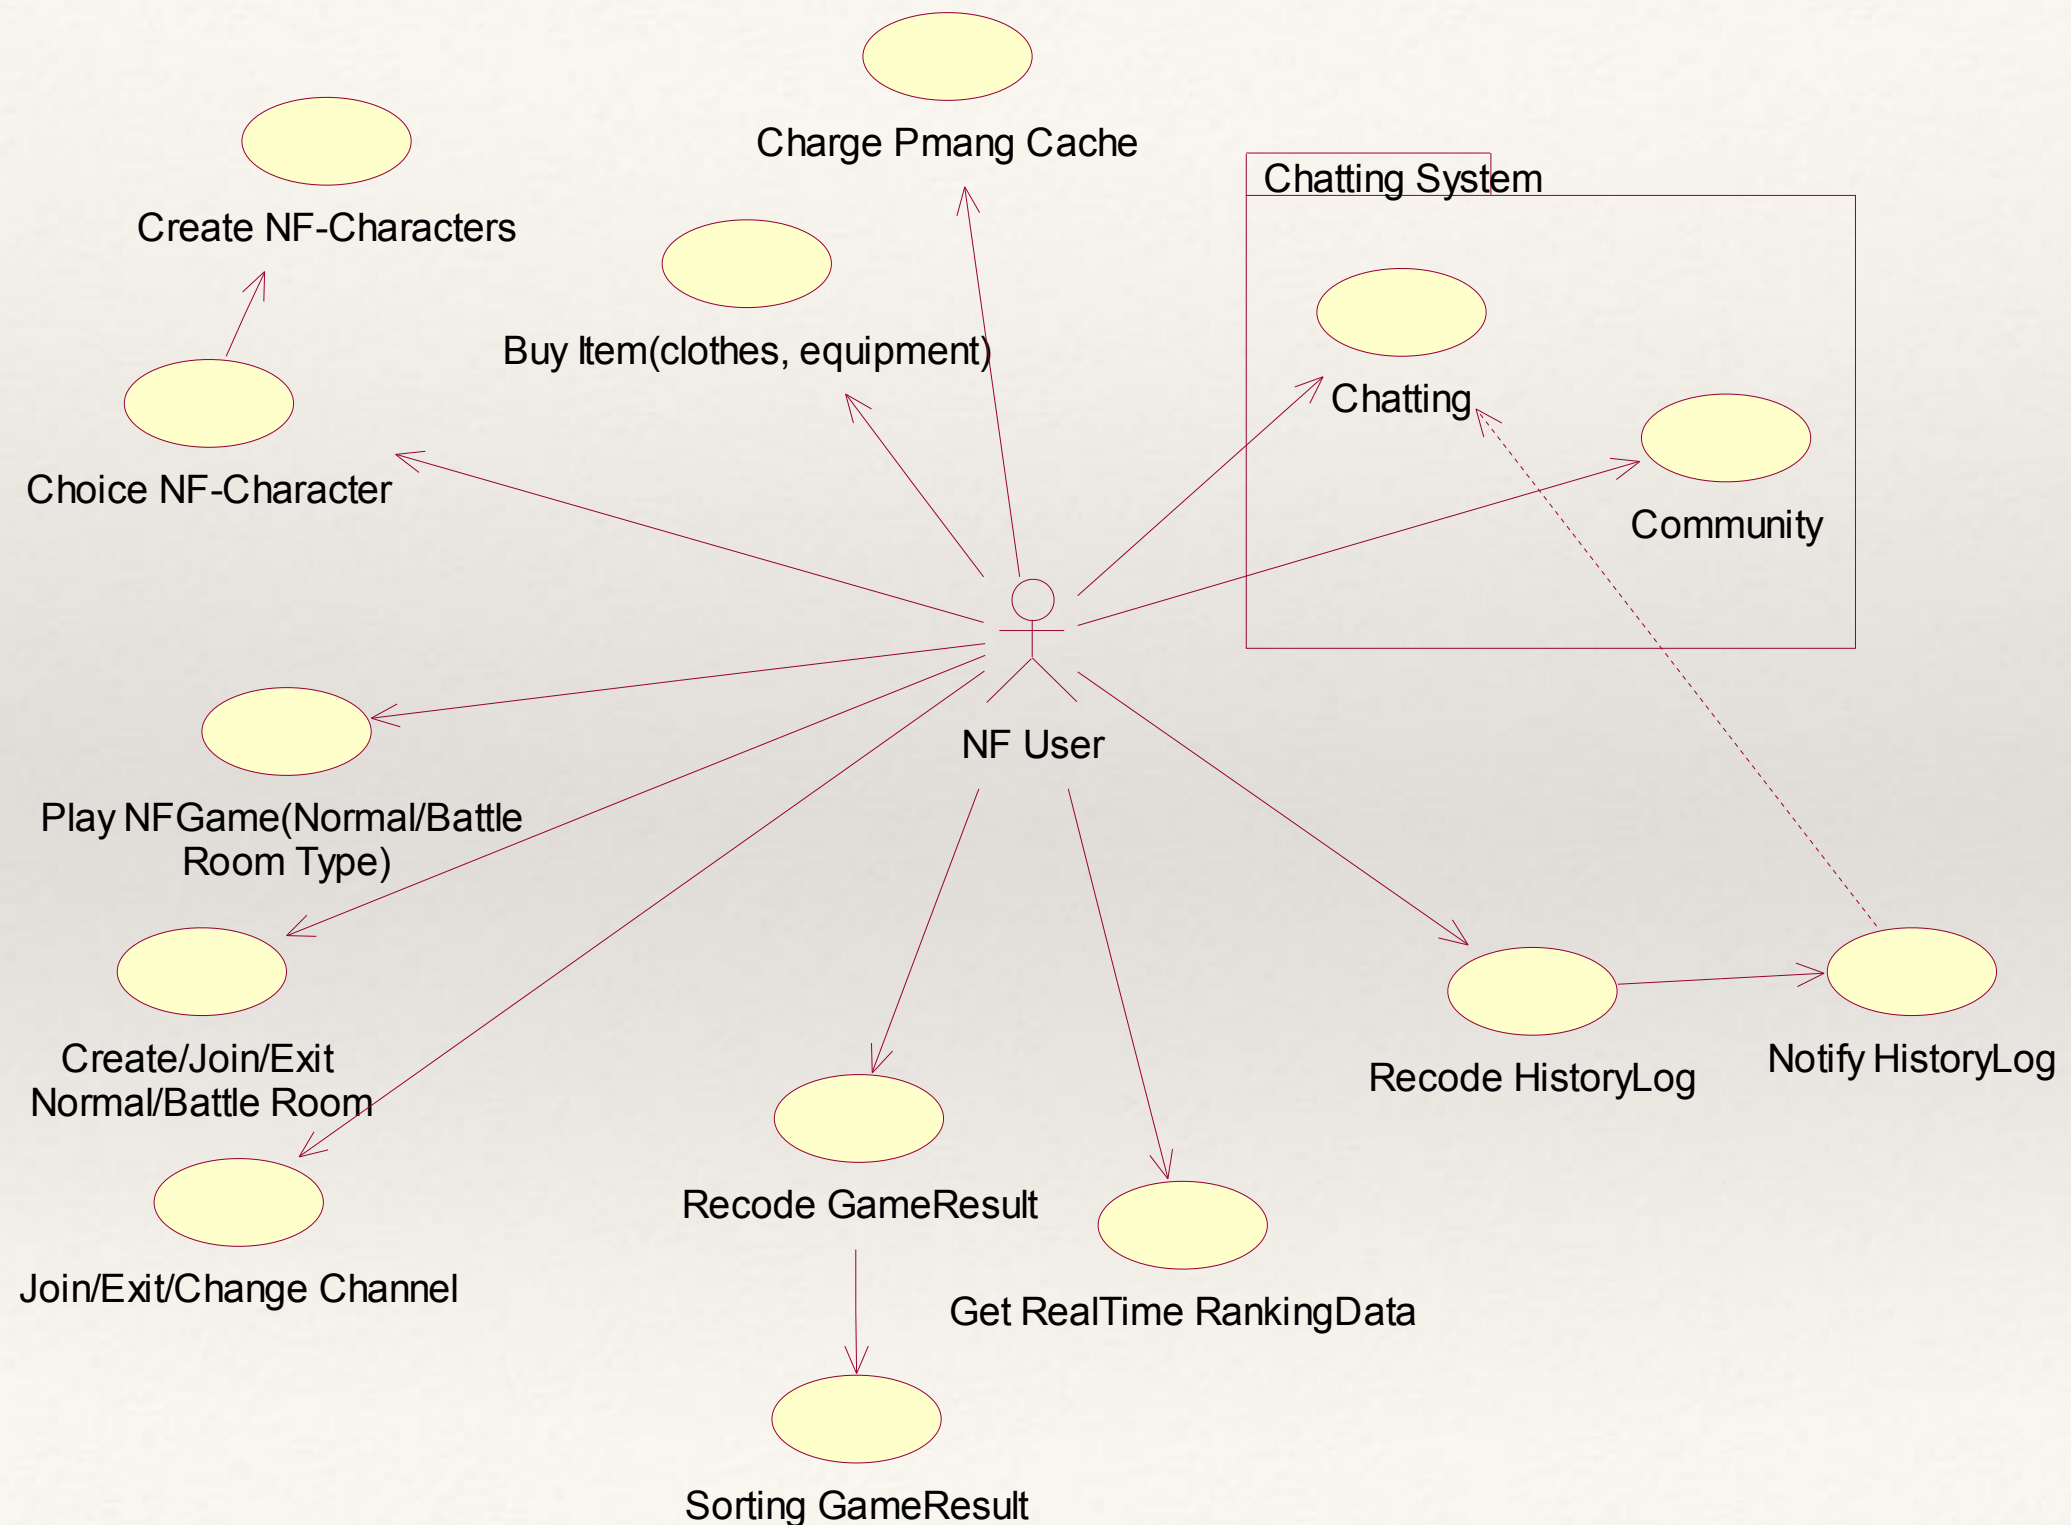 Charge Pmang Cache
Chatting System
Create NF-Characters
Buy Item(clothes, equipment)
Chatting
Choice NF-Character
Community
NF User
Play NFGame(Normal/Battle
Room Type)
Create/Join/Exit
Normal/Battle Room
Recode HistoryLog
Notify HistoryLog
Recode GameResult
Join/Exit/Change Channel
Get RealTime RankingData
Sorting GameResult